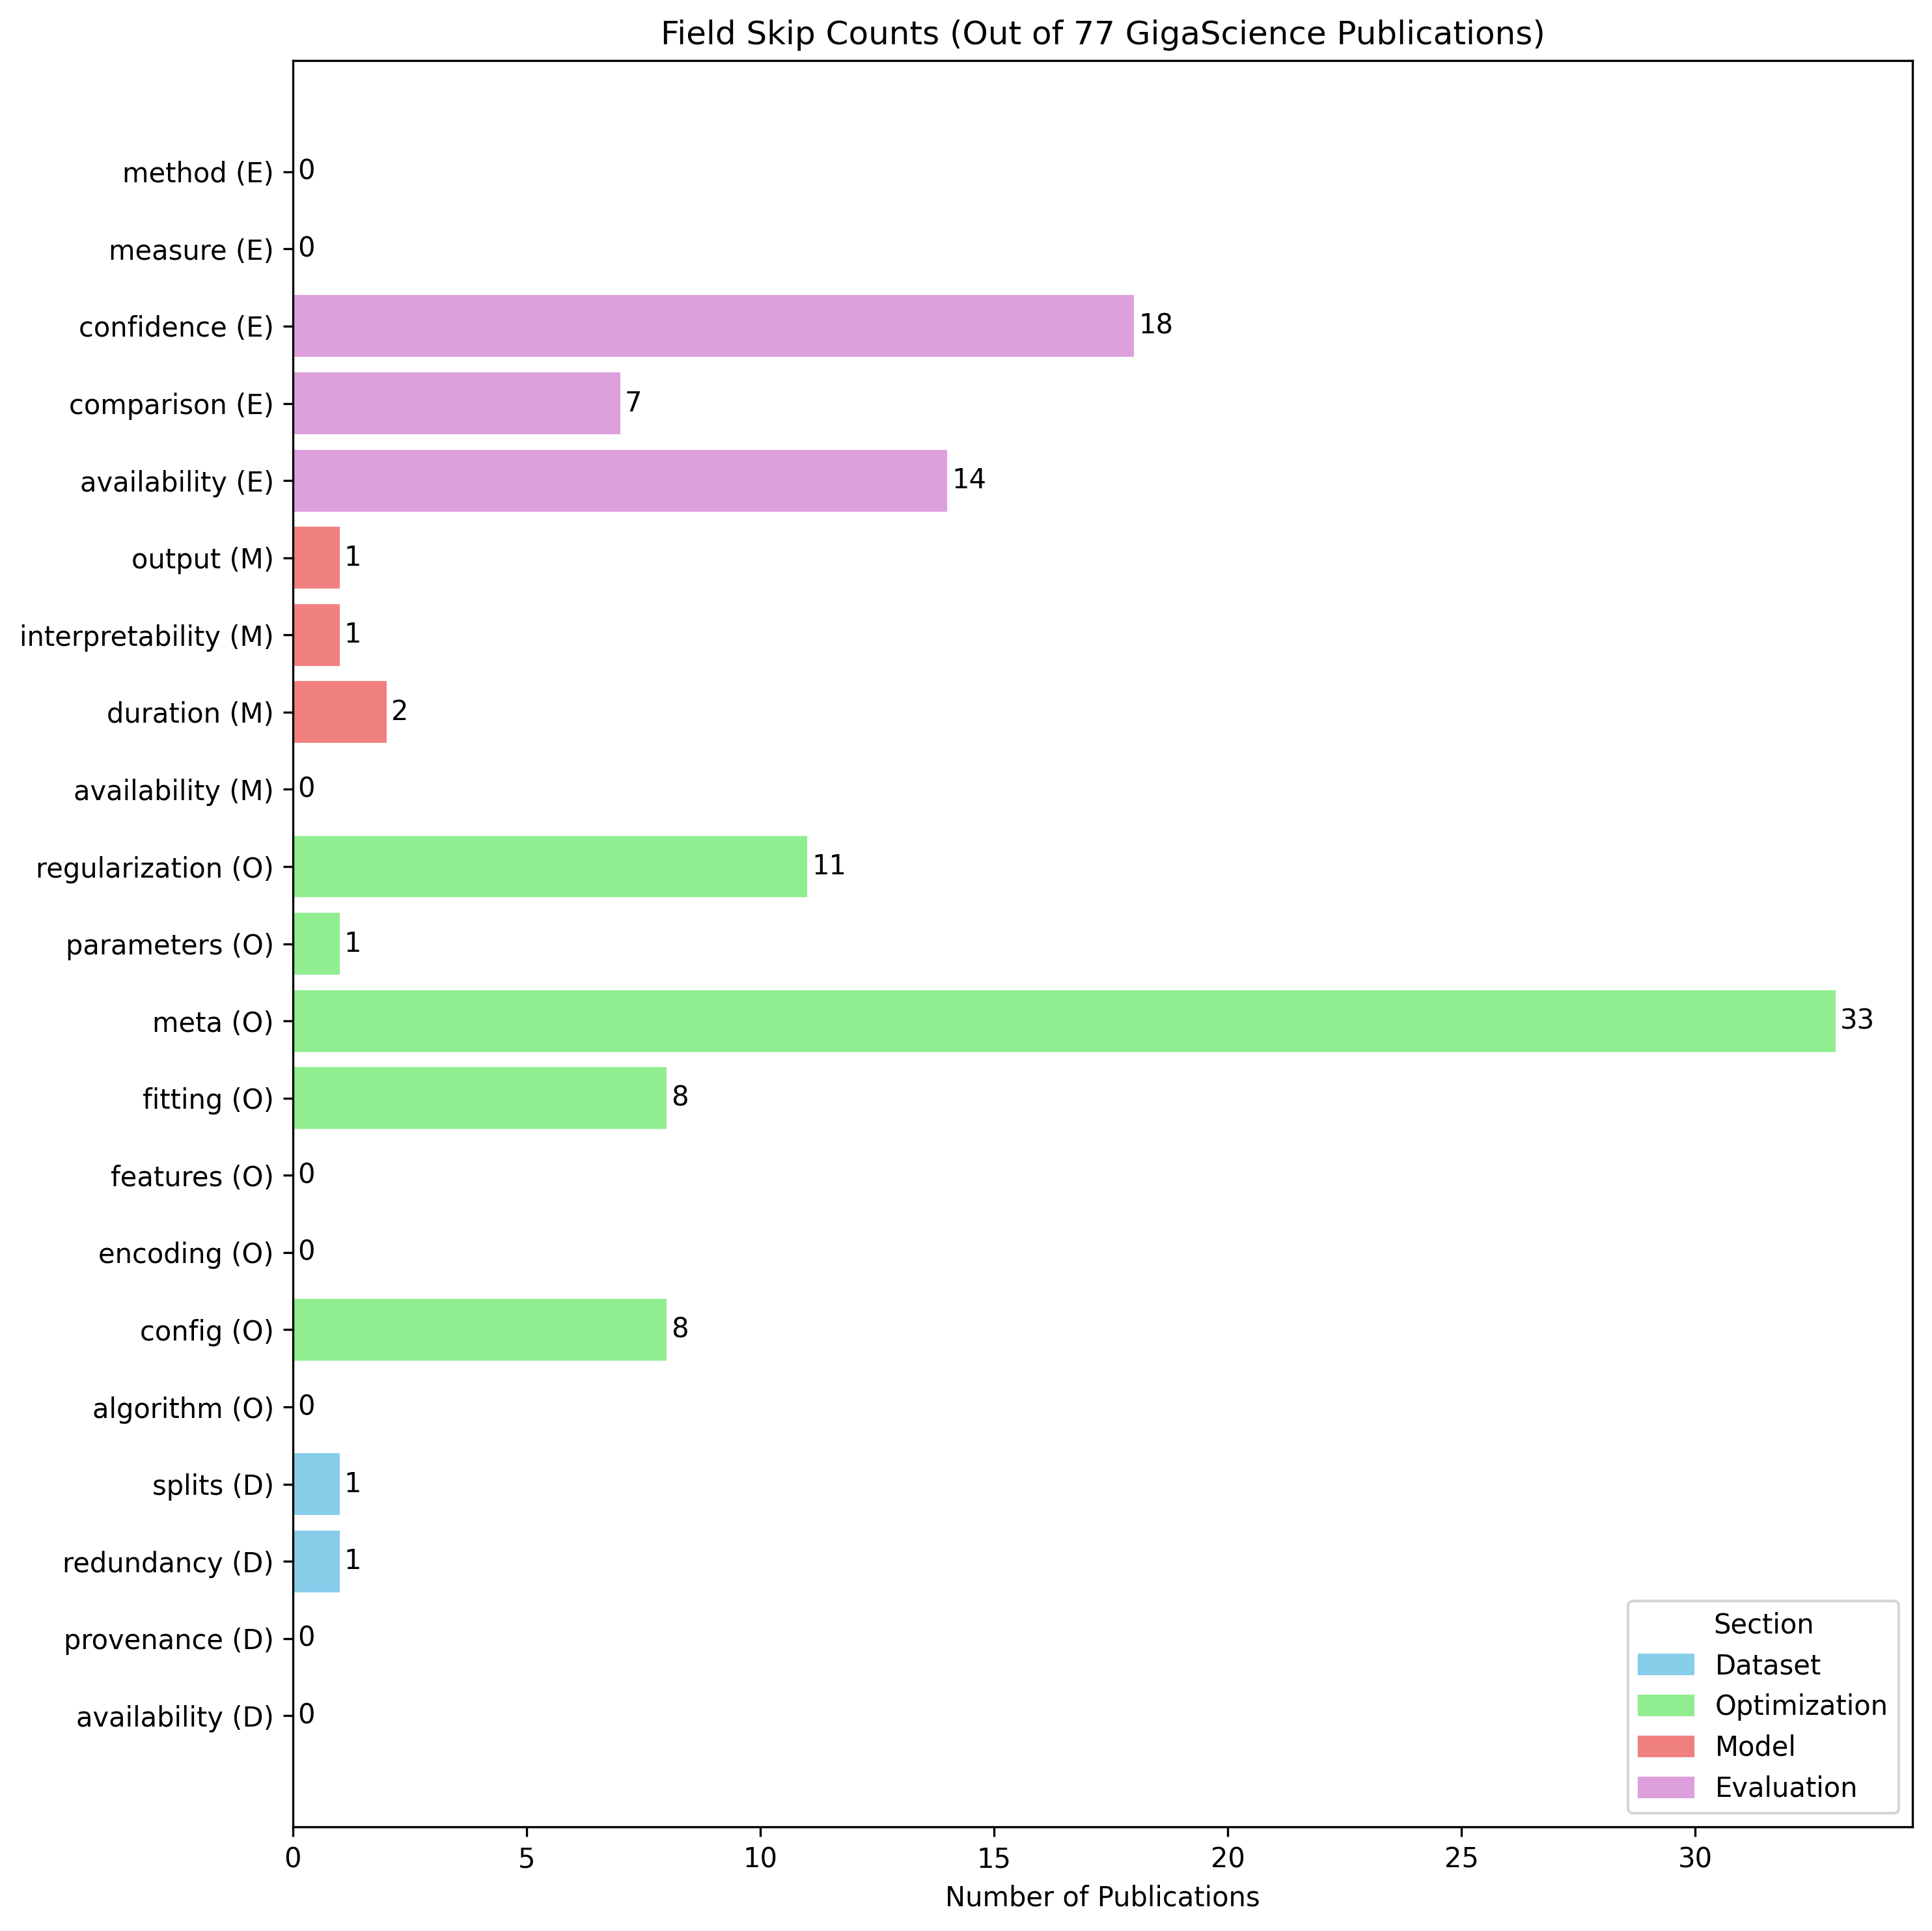 Field Skip Counts (Out of 77 GigaScience Publications)
method (E) 0
measure (E) 0
confidence (E) 18
comparison (E) 7
availability (E) 14
output (M) 1
interpretability (M) 1
duration (M) 2
availability (M) 0
regularization (O) 11
parameters (O) 1
meta (O) 33
fitting (O) 8
features (O) 0
encoding (O) 0
config (O) 8
algorithm (O) 0
splits (D) 1
redundancy (D) 1
provenance (D) 0
availability (D) 0
Section
Dataset
Optimization
Model
Evaluation
0 5 10 15 20 25 30
Number of Publications